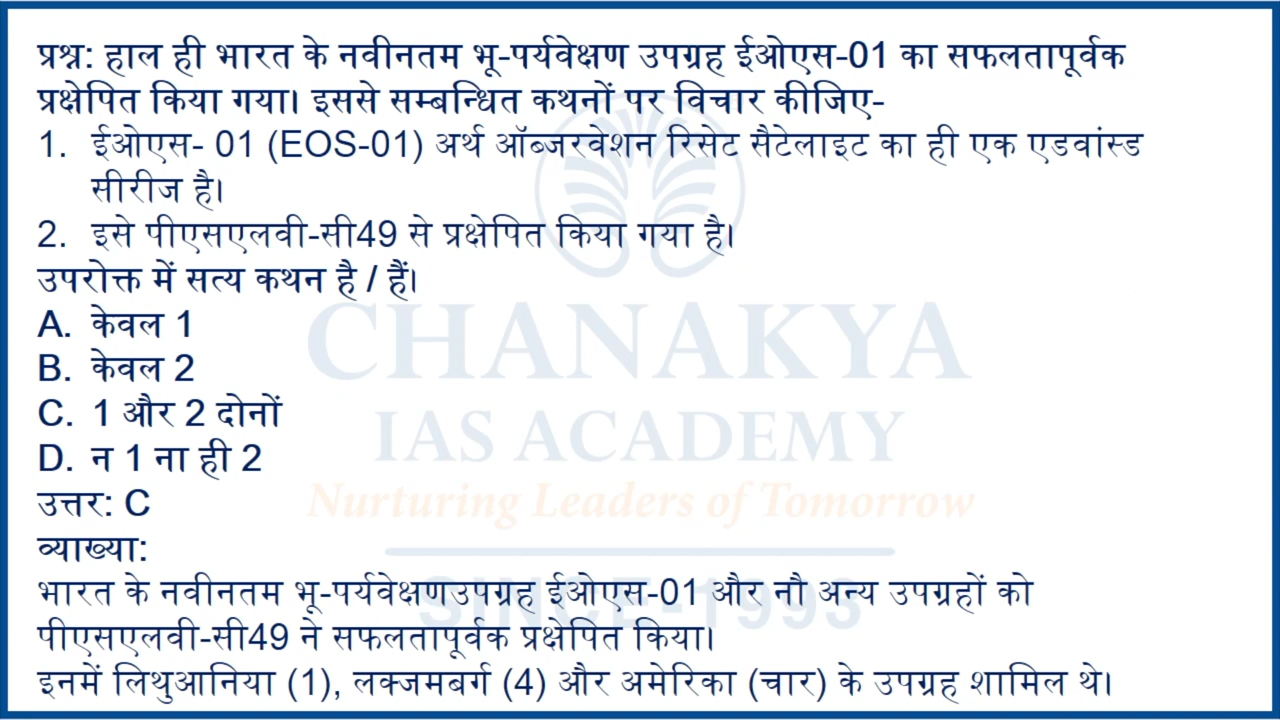 प्रश्न: हाल ही भारत के नवीनतम भू-पर्यवेक्षण उपग्रह ईओएस-01 का सफलतापूर्वक
प्रक्षेपित किया गया। इससे सम्बन्धित कथनों पर विचार कीजिए-
1. ईओएस- 01 (EOS-01) अर्थ ऑब्जरवेशन रिसेट सैटेलाइट का ही एक एडवांस्ड
सीरीज है।
2. इसे पीएसएलवी-सी49 से प्रक्षेपित किया गया है।
उपरोक्त में सत्य कथन है / हैं।
A. केवल 1
B. केवल 2
C. 1 और 2 दोनों
D. न 1 ना ही 2
उत्तर: C
व्याख्या:
भारत के नवीनतम भू-पर्यवेक्षणउपग्रह ईओएस-01 और नौ अन्य उपग्रहों को
पीएसएलवी-सी49 ने सफलतापूर्वक प्रक्षेपित किया।
इनमें लिथुआनिया (1), लक्जमबर्ग (4) और अमेरिका (चार) के उपग्रह शामिल थे।
CHANAKYA
IAS ACADEMY
Nurturing Leaders of Tomorrow
SINCE-1993